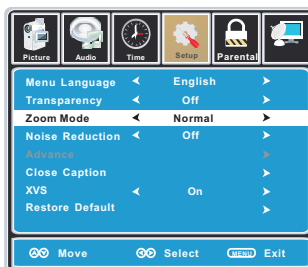 Picture Audio Time Setup Parental
Menu Language English
Transparency Off
Zoom Mode Normal
Noise Reduction Off
Advance
Close Caption
XVS On
Restore Default
Move Select MENU Exit